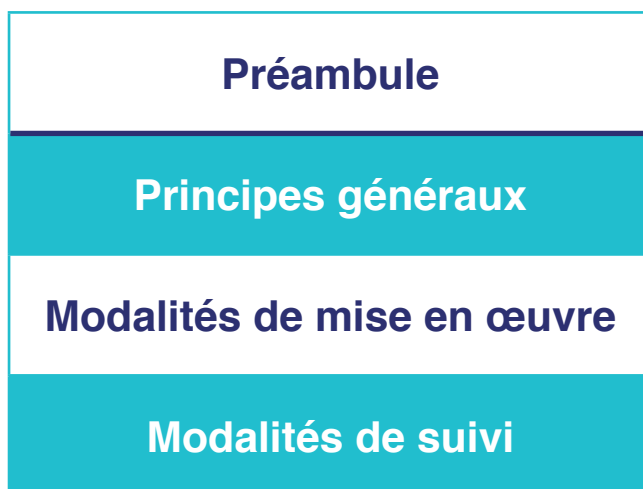 Préambule
Principes généraux
Modalités de mise en œuvre
Modalités de suivi